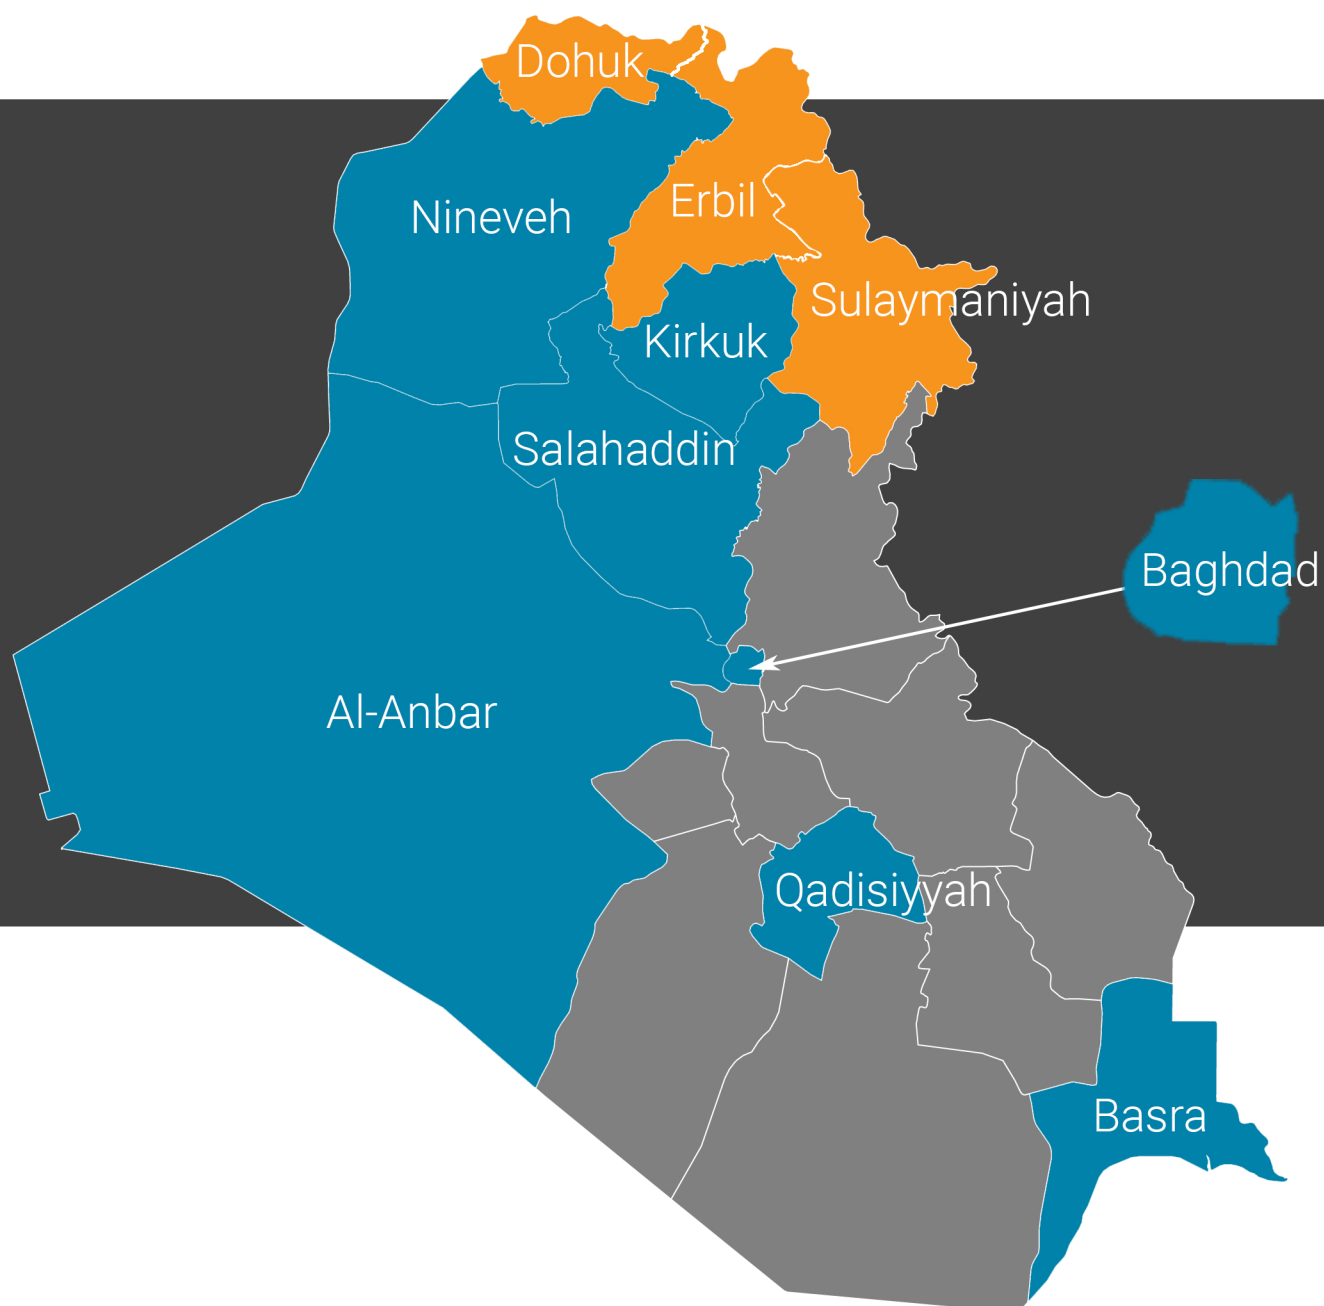 Dohuk
Erbil
Nineveh
Sulaymaniyah
Kirkuk
Salahaddin
Baghdad
Al-Anbar
Qadisiyyah
Basra